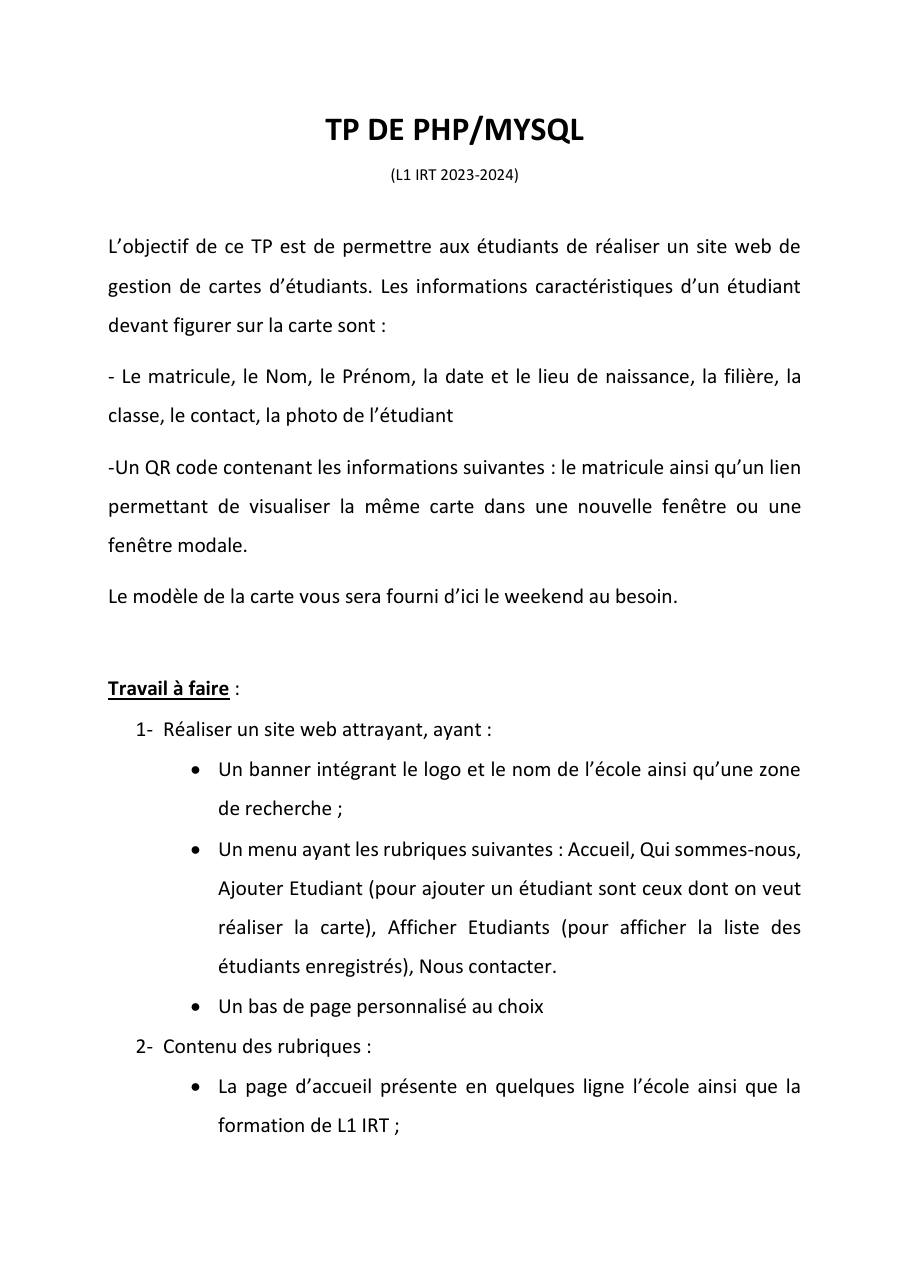 TP DE PHP/MYSQL
(L1 IRT 2023-2024)
L’objectif de ce TP est de permettre aux étudiants de réaliser un site web de
gestion de cartes d’étudiants. Les informations caractéristiques d’un étudiant
devant figurer sur la carte sont :
- Le matricule, le Nom, le Prénom, la date et le lieu de naissance, la filière, la
classe, le contact, la photo de l’étudiant
-Un QR code contenant les informations suivantes : le matricule ainsi qu’un lien
permettant de visualiser la même carte dans une nouvelle fenêtre ou une
fenêtre modale.
Le modèle de la carte vous sera fourni d’ici le weekend au besoin.
Travail à faire :
1- Réaliser un site web attrayant, ayant :
• Un banner intégrant le logo et le nom de l’école ainsi qu’une zone
de recherche ;
• Un menu ayant les rubriques suivantes : Accueil, Qui sommes-nous,
Ajouter Etudiant (pour ajouter un étudiant sont ceux dont on veut
réaliser la carte), Afficher Etudiants (pour afficher la liste des
étudiants enregistrés), Nous contacter.
• Un bas de page personnalisé au choix
2- Contenu des rubriques :
• La page d’accueil présente en quelques ligne l’école ainsi que la
formation de L1 IRT ;